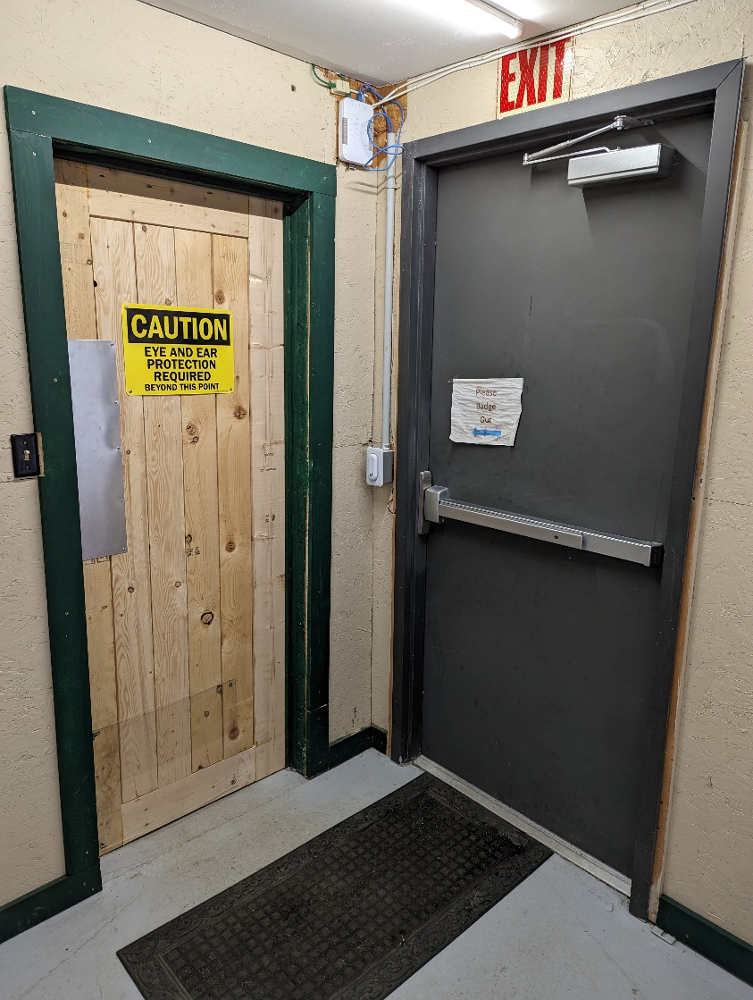 EXIT
CAUTION
EYE AND EAR
PROTECTION
REQUIRED
BEYOND THIS POINT
Please
Badge
Out